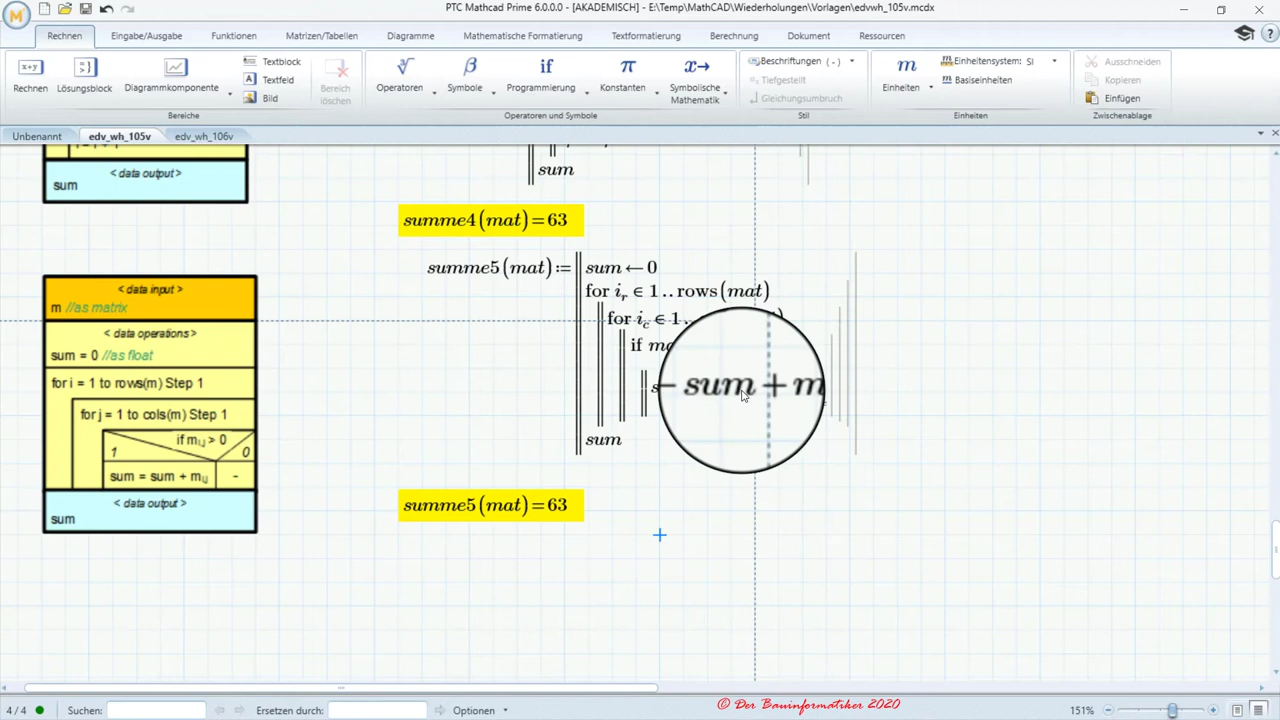 PTC Mathcad Prime 6.0.0.0 - [AKADEMISCH] - E:\Temp\MathCAD\Wiederholungen\Vorlagen\edvwh_105v.mcdx
Rechnen
Eingabe/Ausgabe
Funktionen
Matrizen/Tabellen
Diagramme
Mathematische Formatierung
Textformatierung
Berechnung
Dokument
Ressourcen
Rechnen
Lösungsblock
Diagrammkomponente
Textblock
Textfeld
Bild
Bereich löschen
Bereiche
Operatoren
Symbole
if
Programmierung
π
Konstanten
Symbolische Mathematik
Operatoren und Symbole
Beschriftungen ( - )
Tiefgestellt
Gleichungsumbruch
Stil
m
Einheiten
Einheitensystem: SI
Basiseinheiten
Einheiten
Ausschneiden
Kopieren
Einfügen
Zwischenablage
Unbenannt
edv_wh_105v
edv_wh_106v
< data output >
sum
sum
summe4(mat)=63
summe5(mat):= sum←0
for i_r ∈ 1..rows(mat)
for i_c ∈ 1..
if
- sum + m
sum
summe5(mat)=63
< data input >
m //as matrix
< data operations >
sum = 0 //as float
for i = 1 to rows(m) Step 1
for j = 1 to cols(m) Step 1
if m_i,j > 0
1
0
sum = sum + m_i,j
-
< data output >
sum
4 / 4
Suchen:
Ersetzen durch:
Optionen
© Der Bauinformatiker 2020
151%